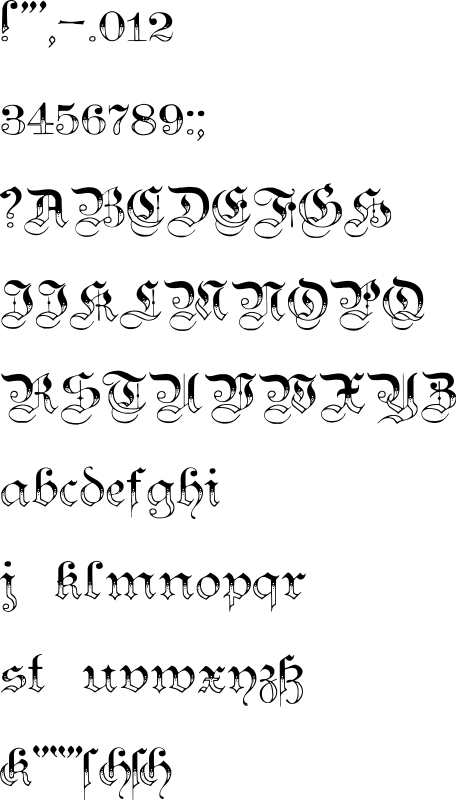 !"',-.012
3456789:;
?ABCDEFGH
IJKLMNOPQ
RSTUVWXYZ
abcdefghi
j klmnopqr
st uvwxyzß
k“”ſchſch